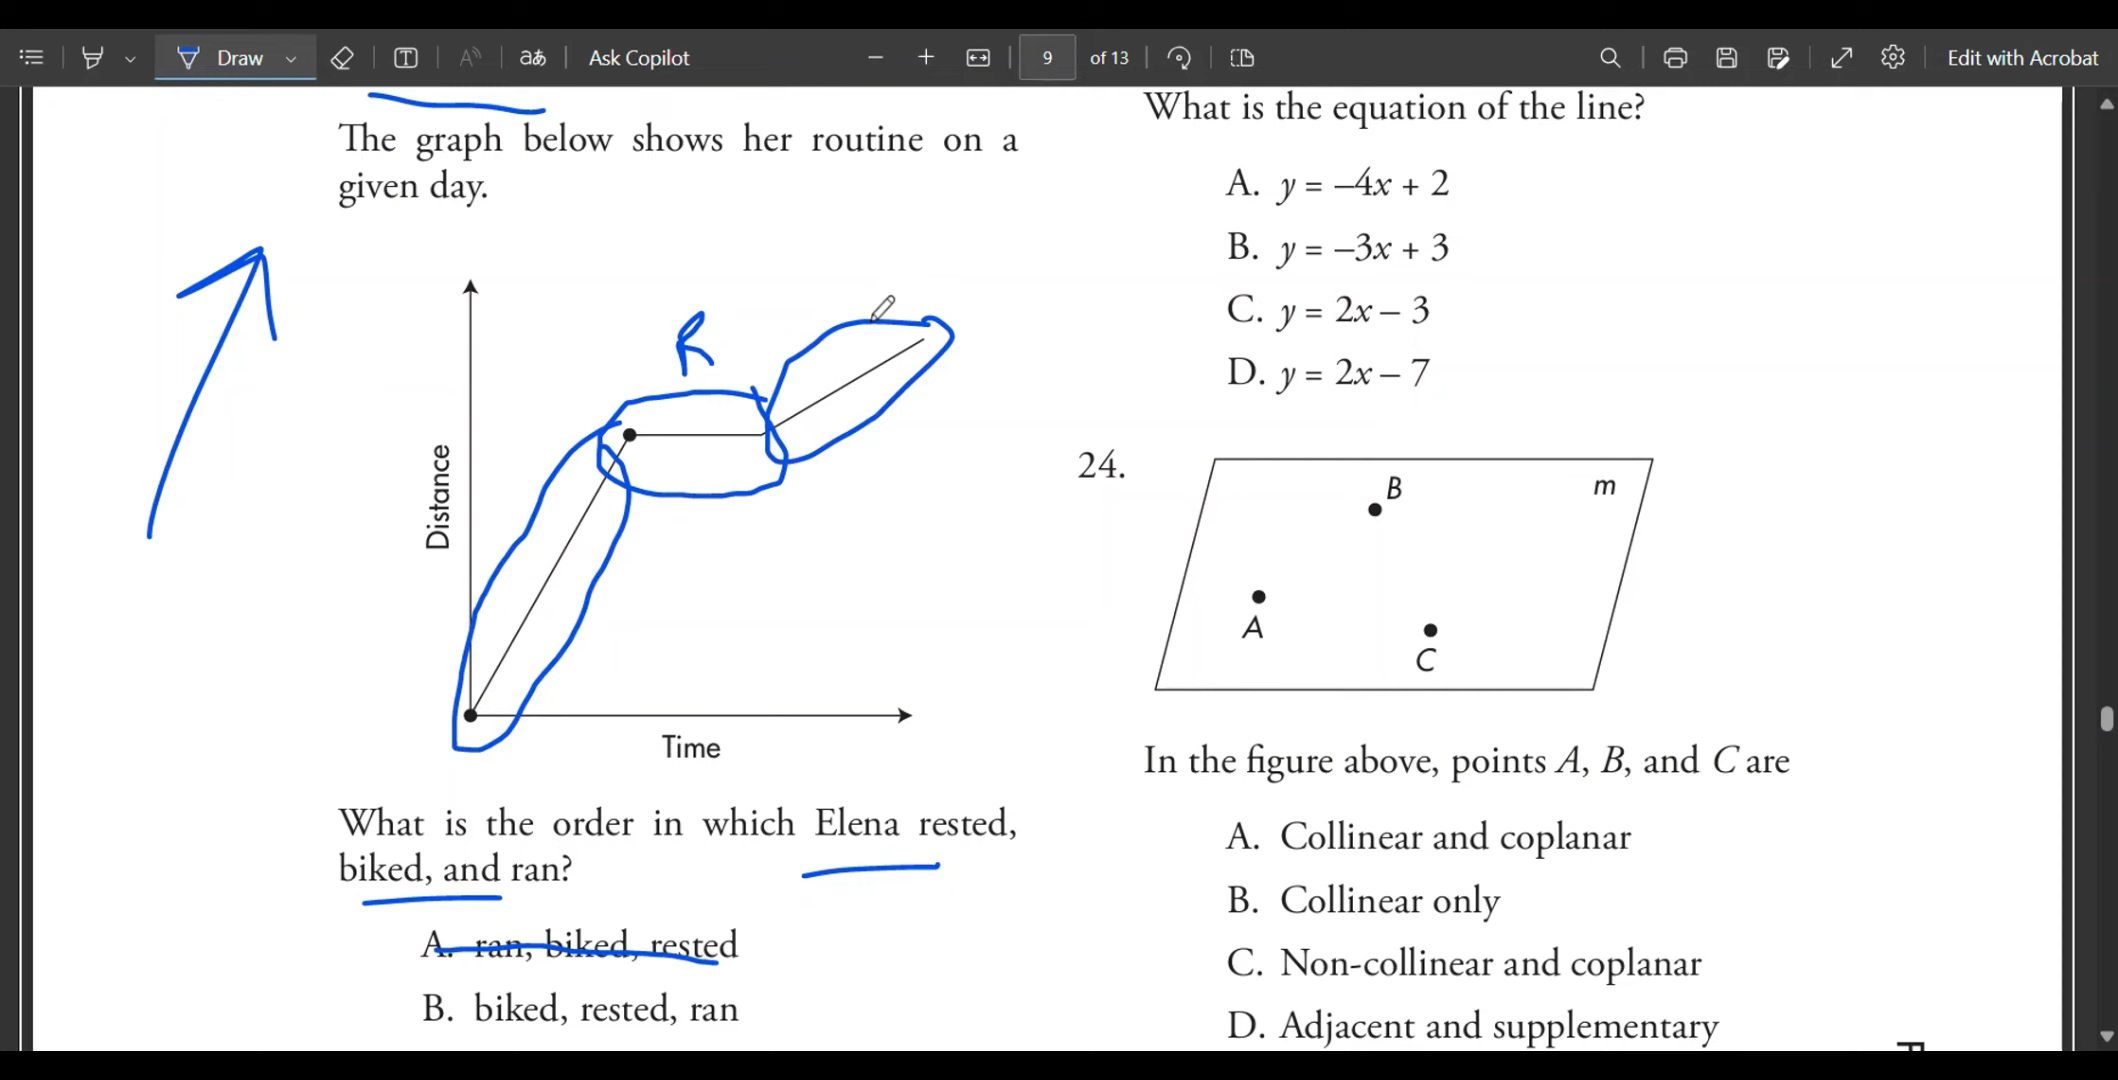 Draw
aあ
Ask Copilot
9 of 13
Edit with Acrobat
The graph below shows her routine on a
given day.
R
Distance
Time
What is the order in which Elena rested,
biked, and ran?
A. ran, biked, rested
B. biked, rested, ran
What is the equation of the line?
A. y = –4x + 2
B. y = –3x + 3
C. y = 2x – 3
D. y = 2x – 7
24.
B
m
A
C
In the figure above, points A, B, and C are
A. Collinear and coplanar
B. Collinear only
C. Non-collinear and coplanar
D. Adjacent and supplementary